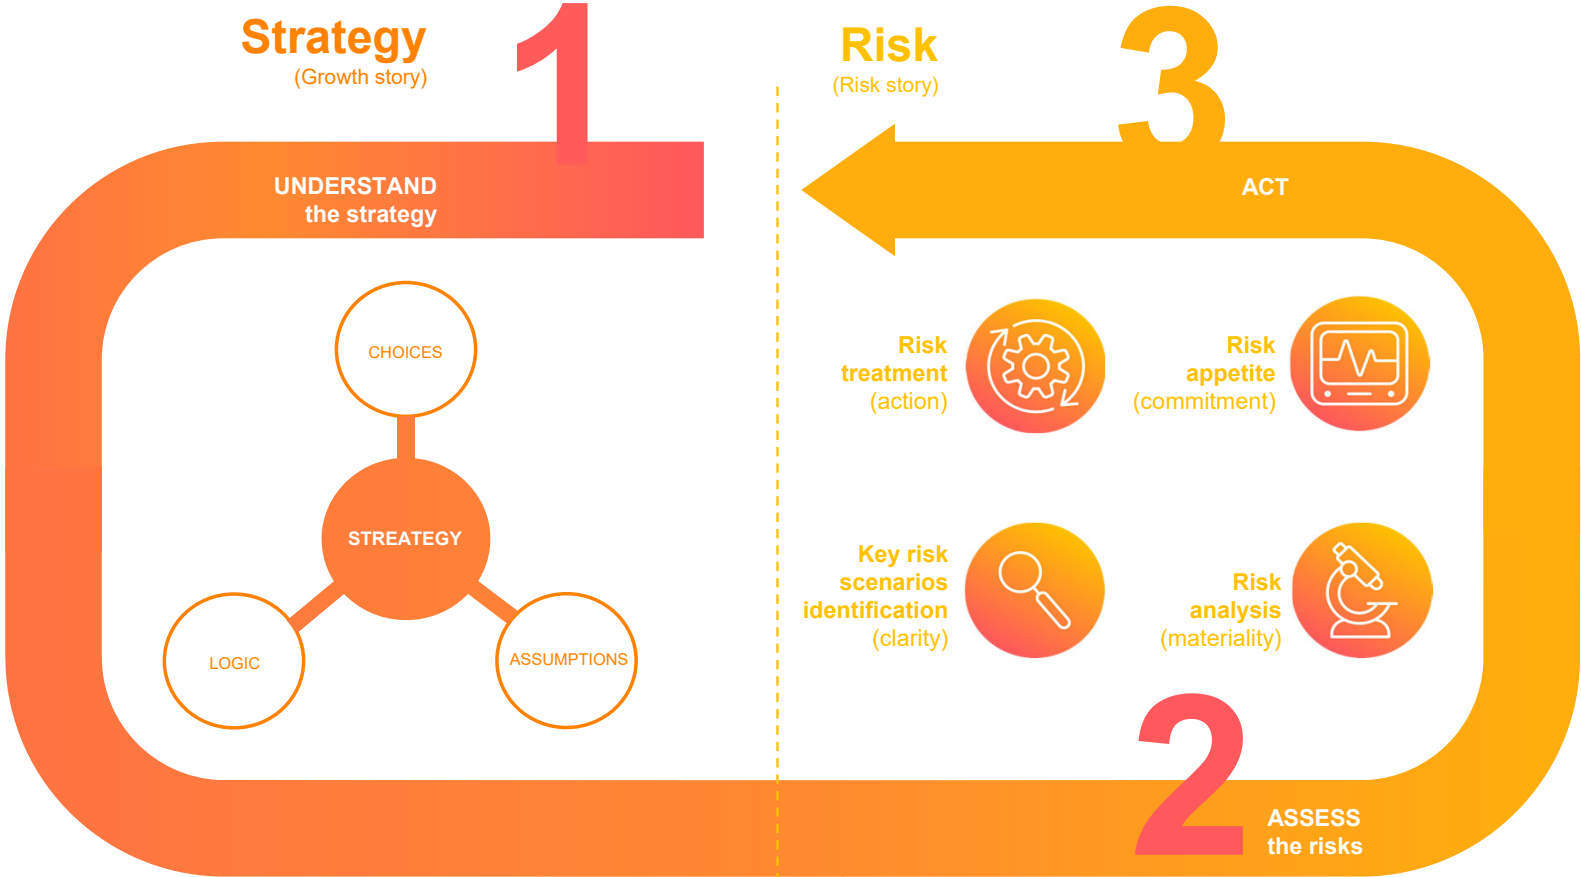 Strategy
(Growth story)
1
UNDERSTAND
the strategy
CHOICES
STREATEGY
LOGIC
ASSUMPTIONS
Risk
(Risk story)
3
ACT
Risk
treatment
(action)
Risk
appetite
(commitment)
Key risk
scenarios
identification
(clarity)
Risk
analysis
(materiality)
2
ASSESS
the risks